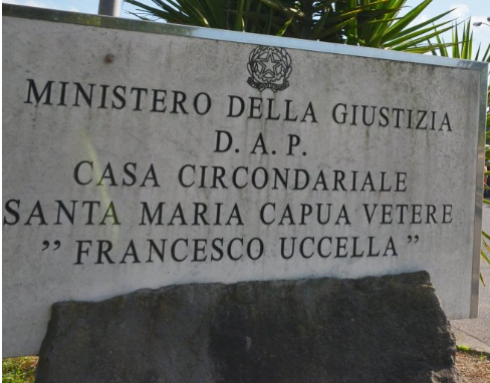 MINISTERO DELLA GIUSTIZIA
D. A. P.
CASA CIRCONDARIALE
SANTA MARIA CAPUA VETERE
” FRANCESCO UCCELLA ”